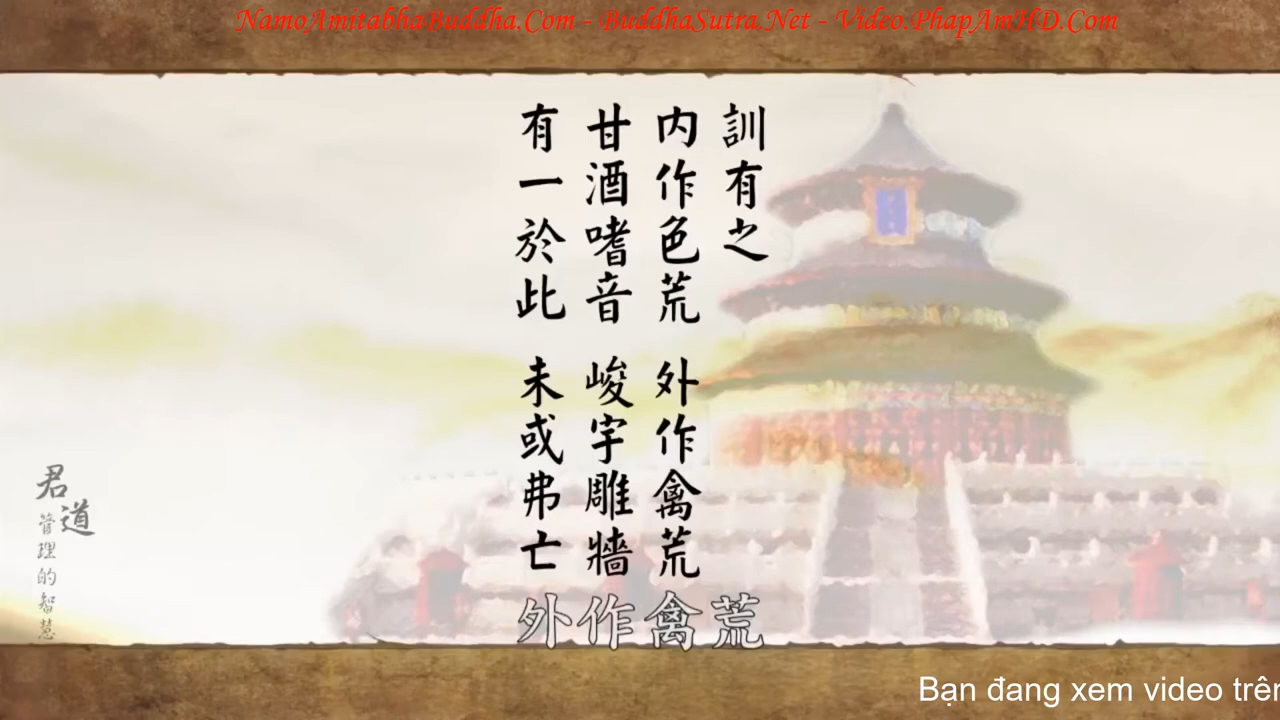 NamoAmitabhaBuddha.Com - BuddhaSutra.Net - Video.PhapAmHD.Com
訓有之
内作色荒 外作禽荒
甘酒嗜音 峻宇雕牆
有一於此 未或弗亡
君道
管理的智慧
外作禽荒
Bạn đang xem video trên